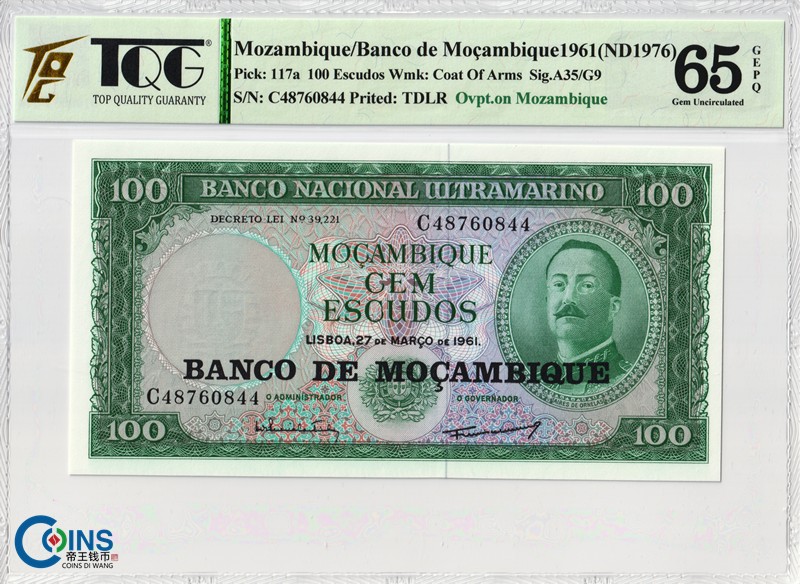 TQG®
TOP QUALITY GUARANTY
Mozambique/Banco de Moçambique1961(ND1976)
Pick: 117a 100 Escudos Wmk: Coat Of Arms Sig.A35/G9
S/N: C48760844 Prited: TDLR Ovpt.on Mozambique
65
GEPQ
Gem Uncirculated
100 BANCO NACIONAL ULTRAMARINO 100
DECRETO LEI Nº 39,221
C48760844
MOÇAMBIQUE
CEM
ESCUDOS
LISBOA, 27 DE MARÇO DE 1961.
BANCO DE MOÇAMBIQUE
C48760844
O ADMINISTRADOR
O GOVERNADOR
100 100
COINS
帝王钱币
COINS DI WANG